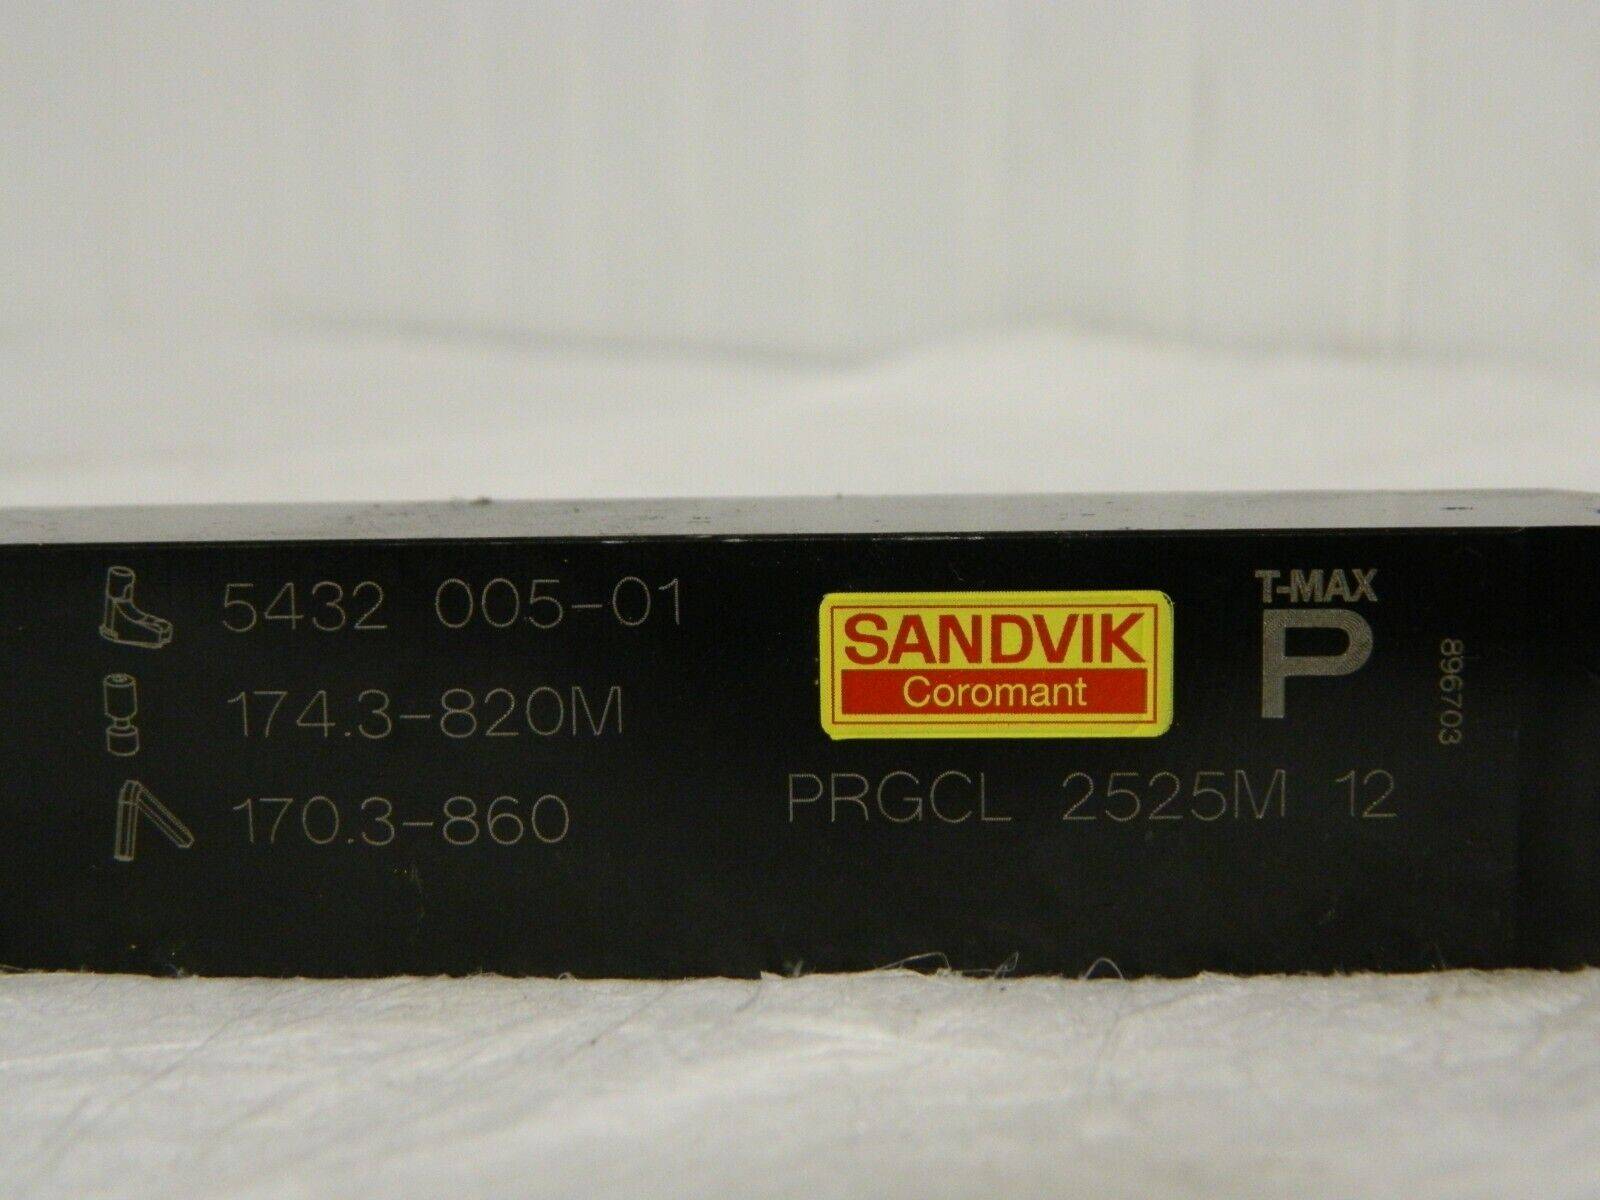 5432 005-01
174.3-820M
170.3-860
SANDVIK
Coromant
T-MAX
P
PRGCL 2525M 12
896703